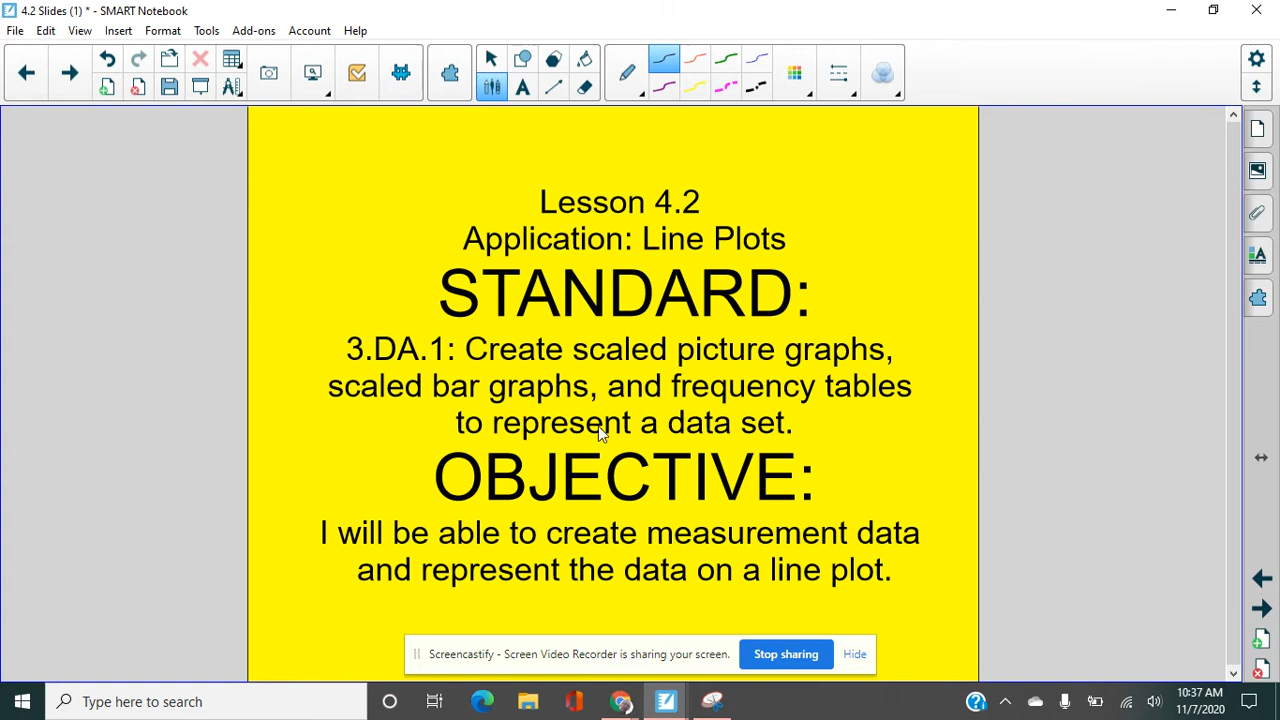 4.2 Slides (1) * - SMART Notebook
File Edit View Insert Format Tools Add-ons Account Help
Lesson 4.2
Application: Line Plots
STANDARD:
3.DA.1: Create scaled picture graphs,
scaled bar graphs, and frequency tables
to represent a data set.
OBJECTIVE:
I will be able to create measurement data
and represent the data on a line plot.
Screencastify - Screen Video Recorder is sharing your screen. Stop sharing Hide
Type here to search
10:37 AM
11/7/2020